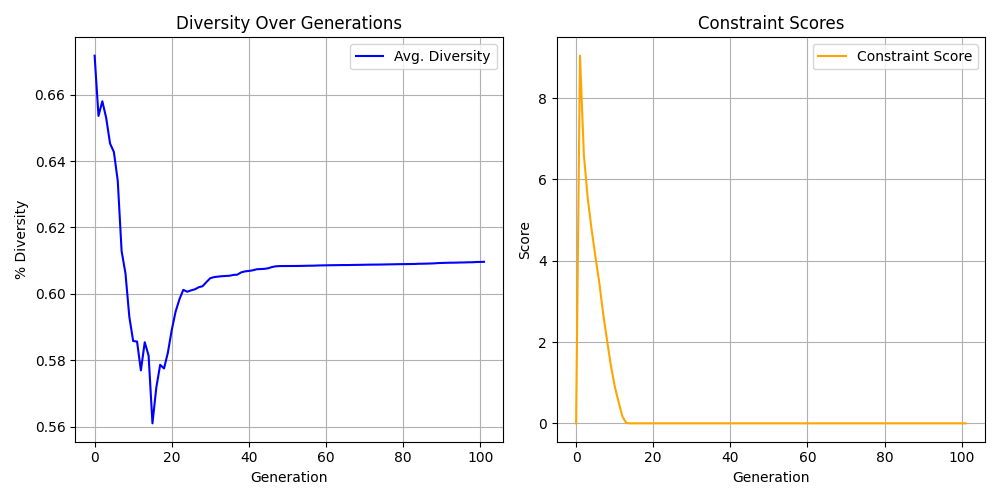 Diversity Over Generations
Avg. Diversity
% Diversity
0.66
0.64
0.62
0.60
0.58
0.56
0 20 40 60 80 100
Generation
Constraint Scores
Constraint Score
Score
8
6
4
2
0
0 20 40 60 80 100
Generation